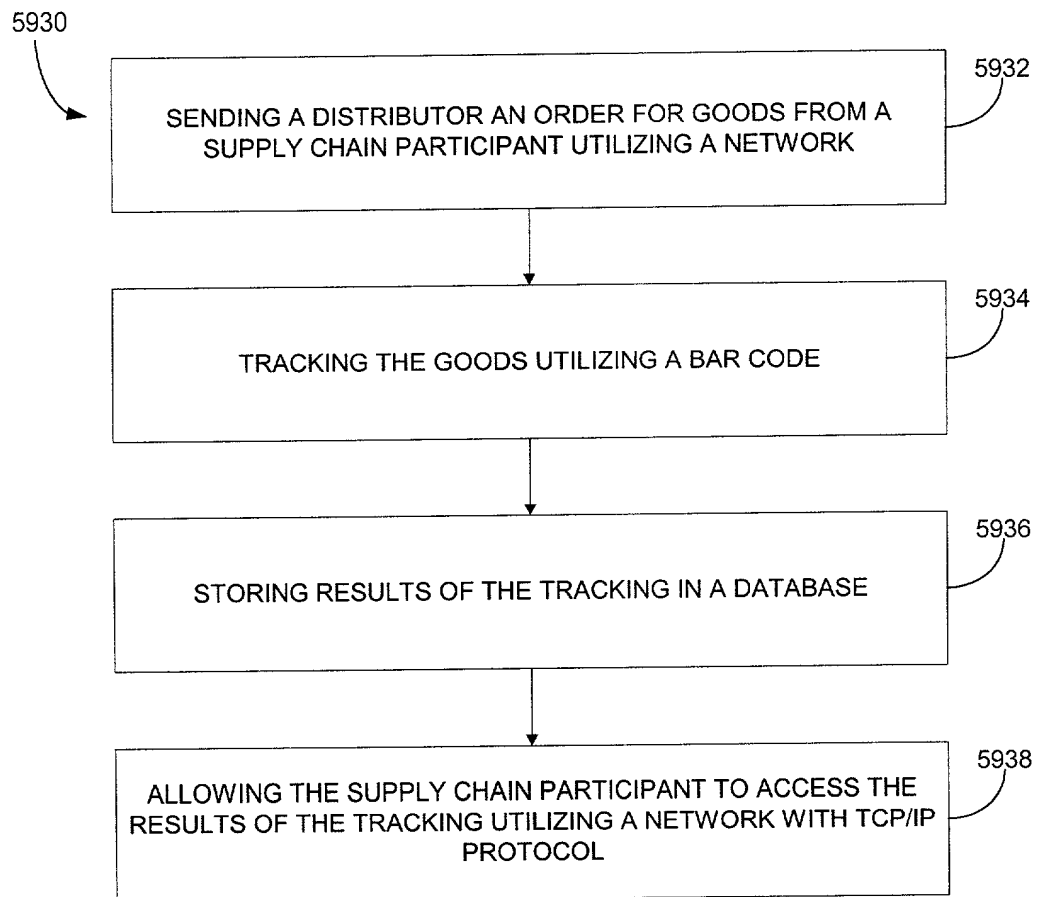 5930
5932
SENDING A DISTRIBUTOR AN ORDER FOR GOODS FROM A
SUPPLY CHAIN PARTICIPANT UTILIZING A NETWORK
5934
TRACKING THE GOODS UTILIZING A BAR CODE
5936
STORING RESULTS OF THE TRACKING IN A DATABASE
5938
ALLOWING THE SUPPLY CHAIN PARTICIPANT TO ACCESS THE
RESULTS OF THE TRACKING UTILIZING A NETWORK WITH TCP/IP
PROTOCOL